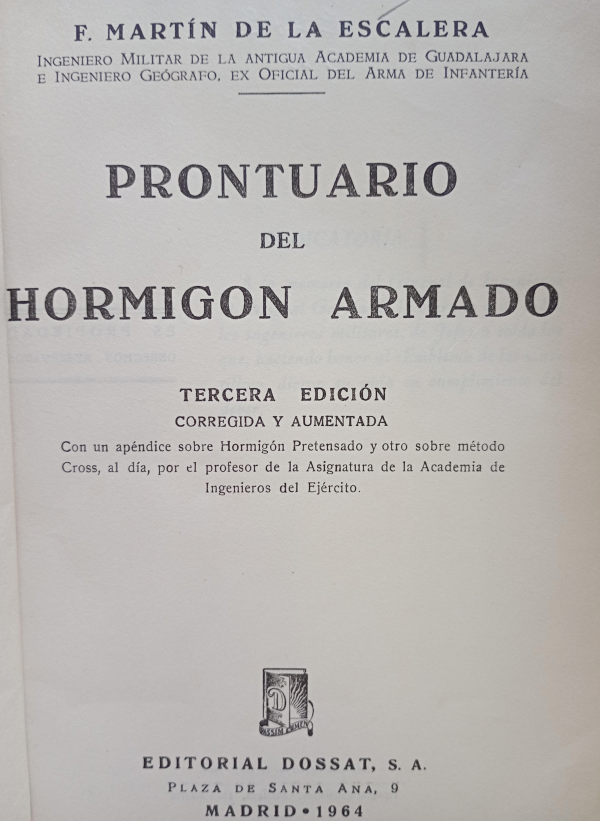 F. MARTÍN DE LA ESCALERA
INGENIERO MILITAR DE LA ANTIGUA ACADEMIA DE GUADALAJARA
E INGENIERO GEÓGRAFO, EX OFICIAL DEL ARMA DE INFANTERÍA
PRONTUARIO
DEL
HORMIGON ARMADO
TERCERA EDICIÓN
CORREGIDA Y AUMENTADA
Con un apéndice sobre Hormigón Pretensado y otro sobre método
Cross, al día, por el profesor de la Asignatura de la Academia de
Ingenieros del Ejército.
D
EDITORIAL DOSSAT, S. A.
PLAZA DE SANTA ANA, 9
MADRID • 1964